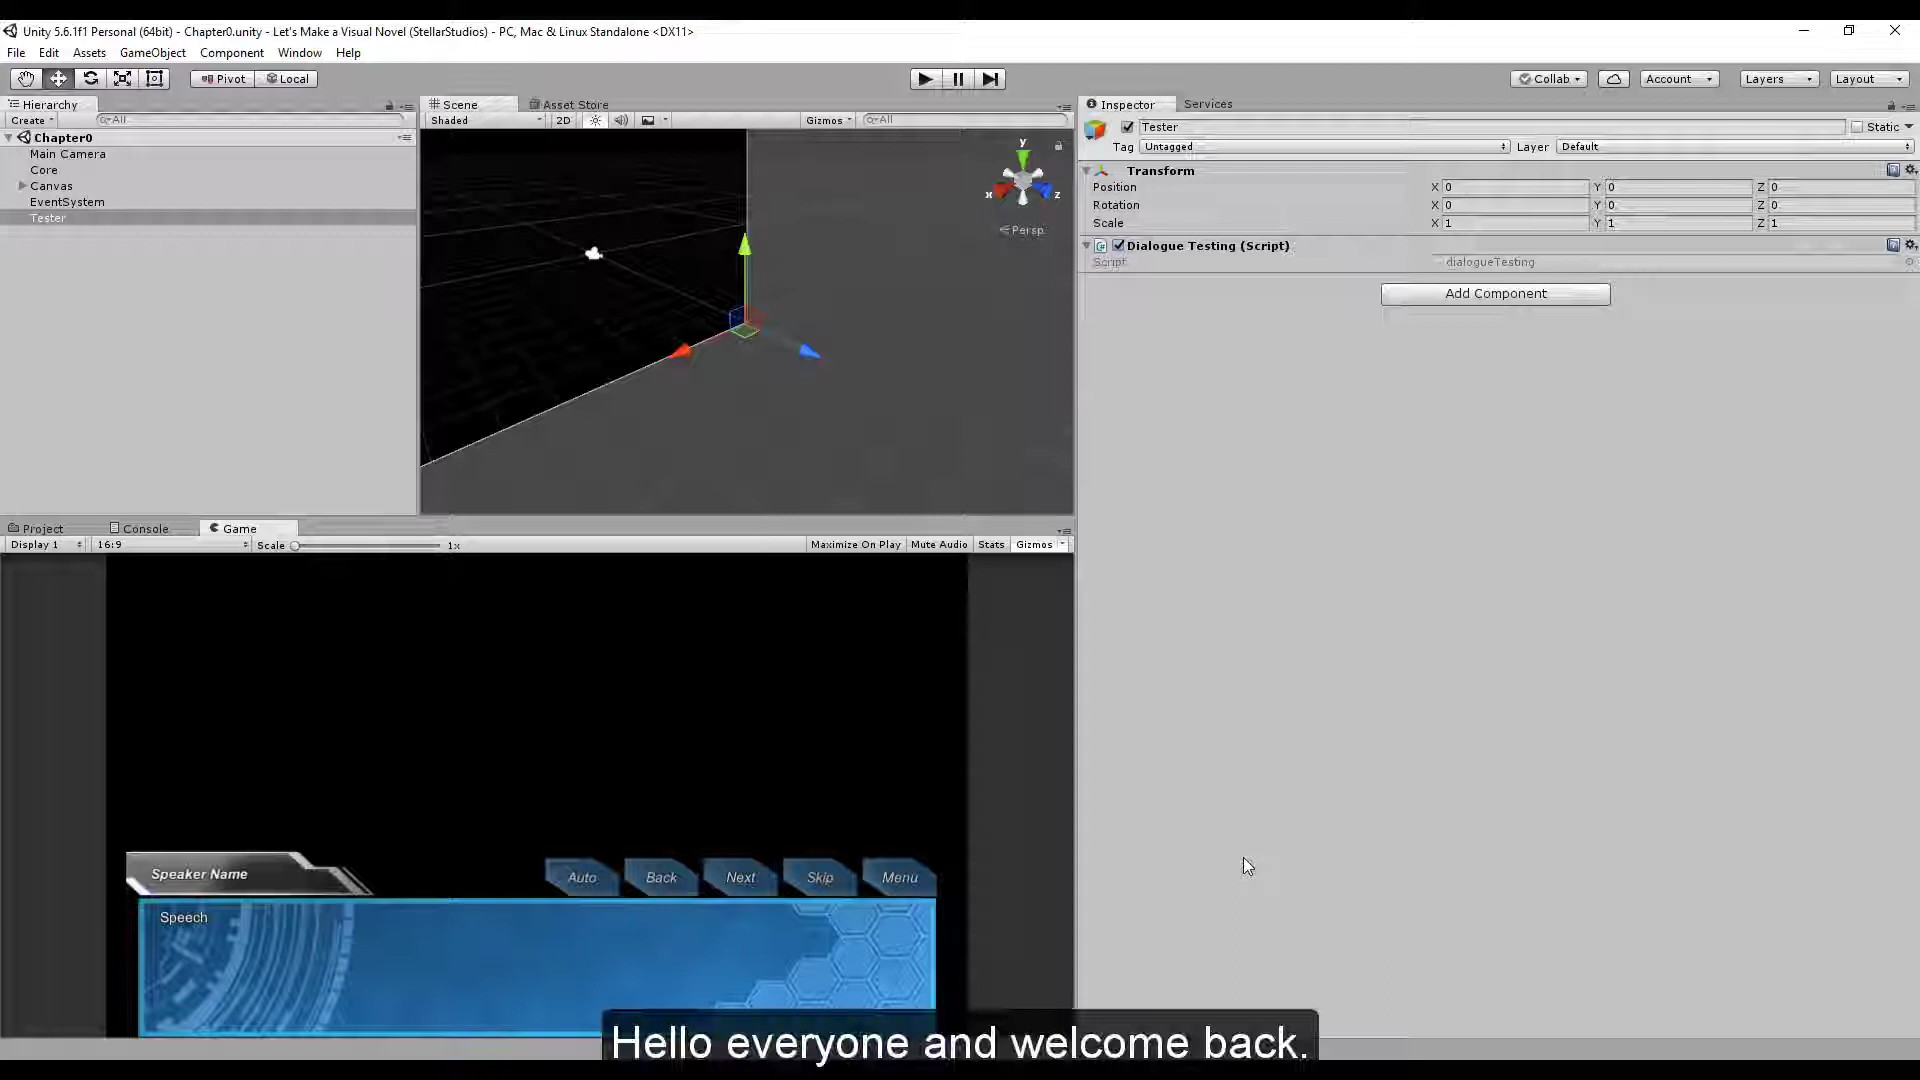 Unity 5.6.1f1 Personal (64bit) - Chapter0.unity - Let's Make a Visual Novel (StellarStudios) - PC, Mac & Linux Standalone <DX11>
File Edit Assets GameObject Component Window Help
Pivot Local Collab Account Layers Layout
Hierarchy Scene Asset Store Inspector Services
Create All Shaded 2D Gizmos All
Tester Static
Chapter0
Tag Untagged Layer Default
Main Camera
Core
Canvas
EventSystem
Tester
y
x z
Persp
Transform
Position X 0 Y 0 Z 0
Rotation X 0 Y 0 Z 0
Scale X 1 Y 1 Z 1
Dialogue Testing (Script)
Script dialogueTesting
Add Component
Project Console Game
Display 1 16:9 Scale 1x Maximize On Play Mute Audio Stats Gizmos
Speaker Name Auto Back Next Skip Menu
Speech
Hello everyone and welcome back.